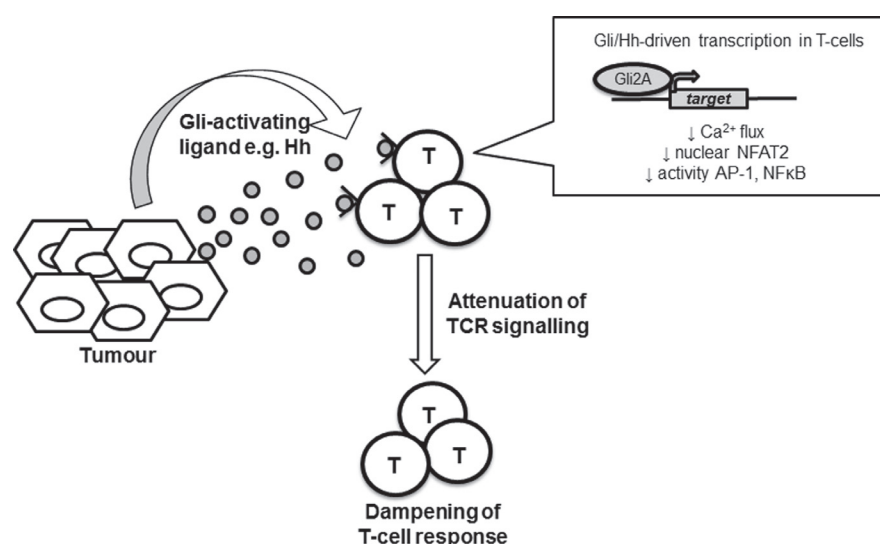 Gli/Hh-driven transcription in T-cells
Gli2A
target
↓ Ca²⁺ flux
↓ nuclear NFAT2
↓ activity AP-1, NFκB
Gli-activating
ligand e.g. Hh
T
T
T
Tumour
Attenuation of
TCR signalling
T
T
T
Dampening of
T-cell response